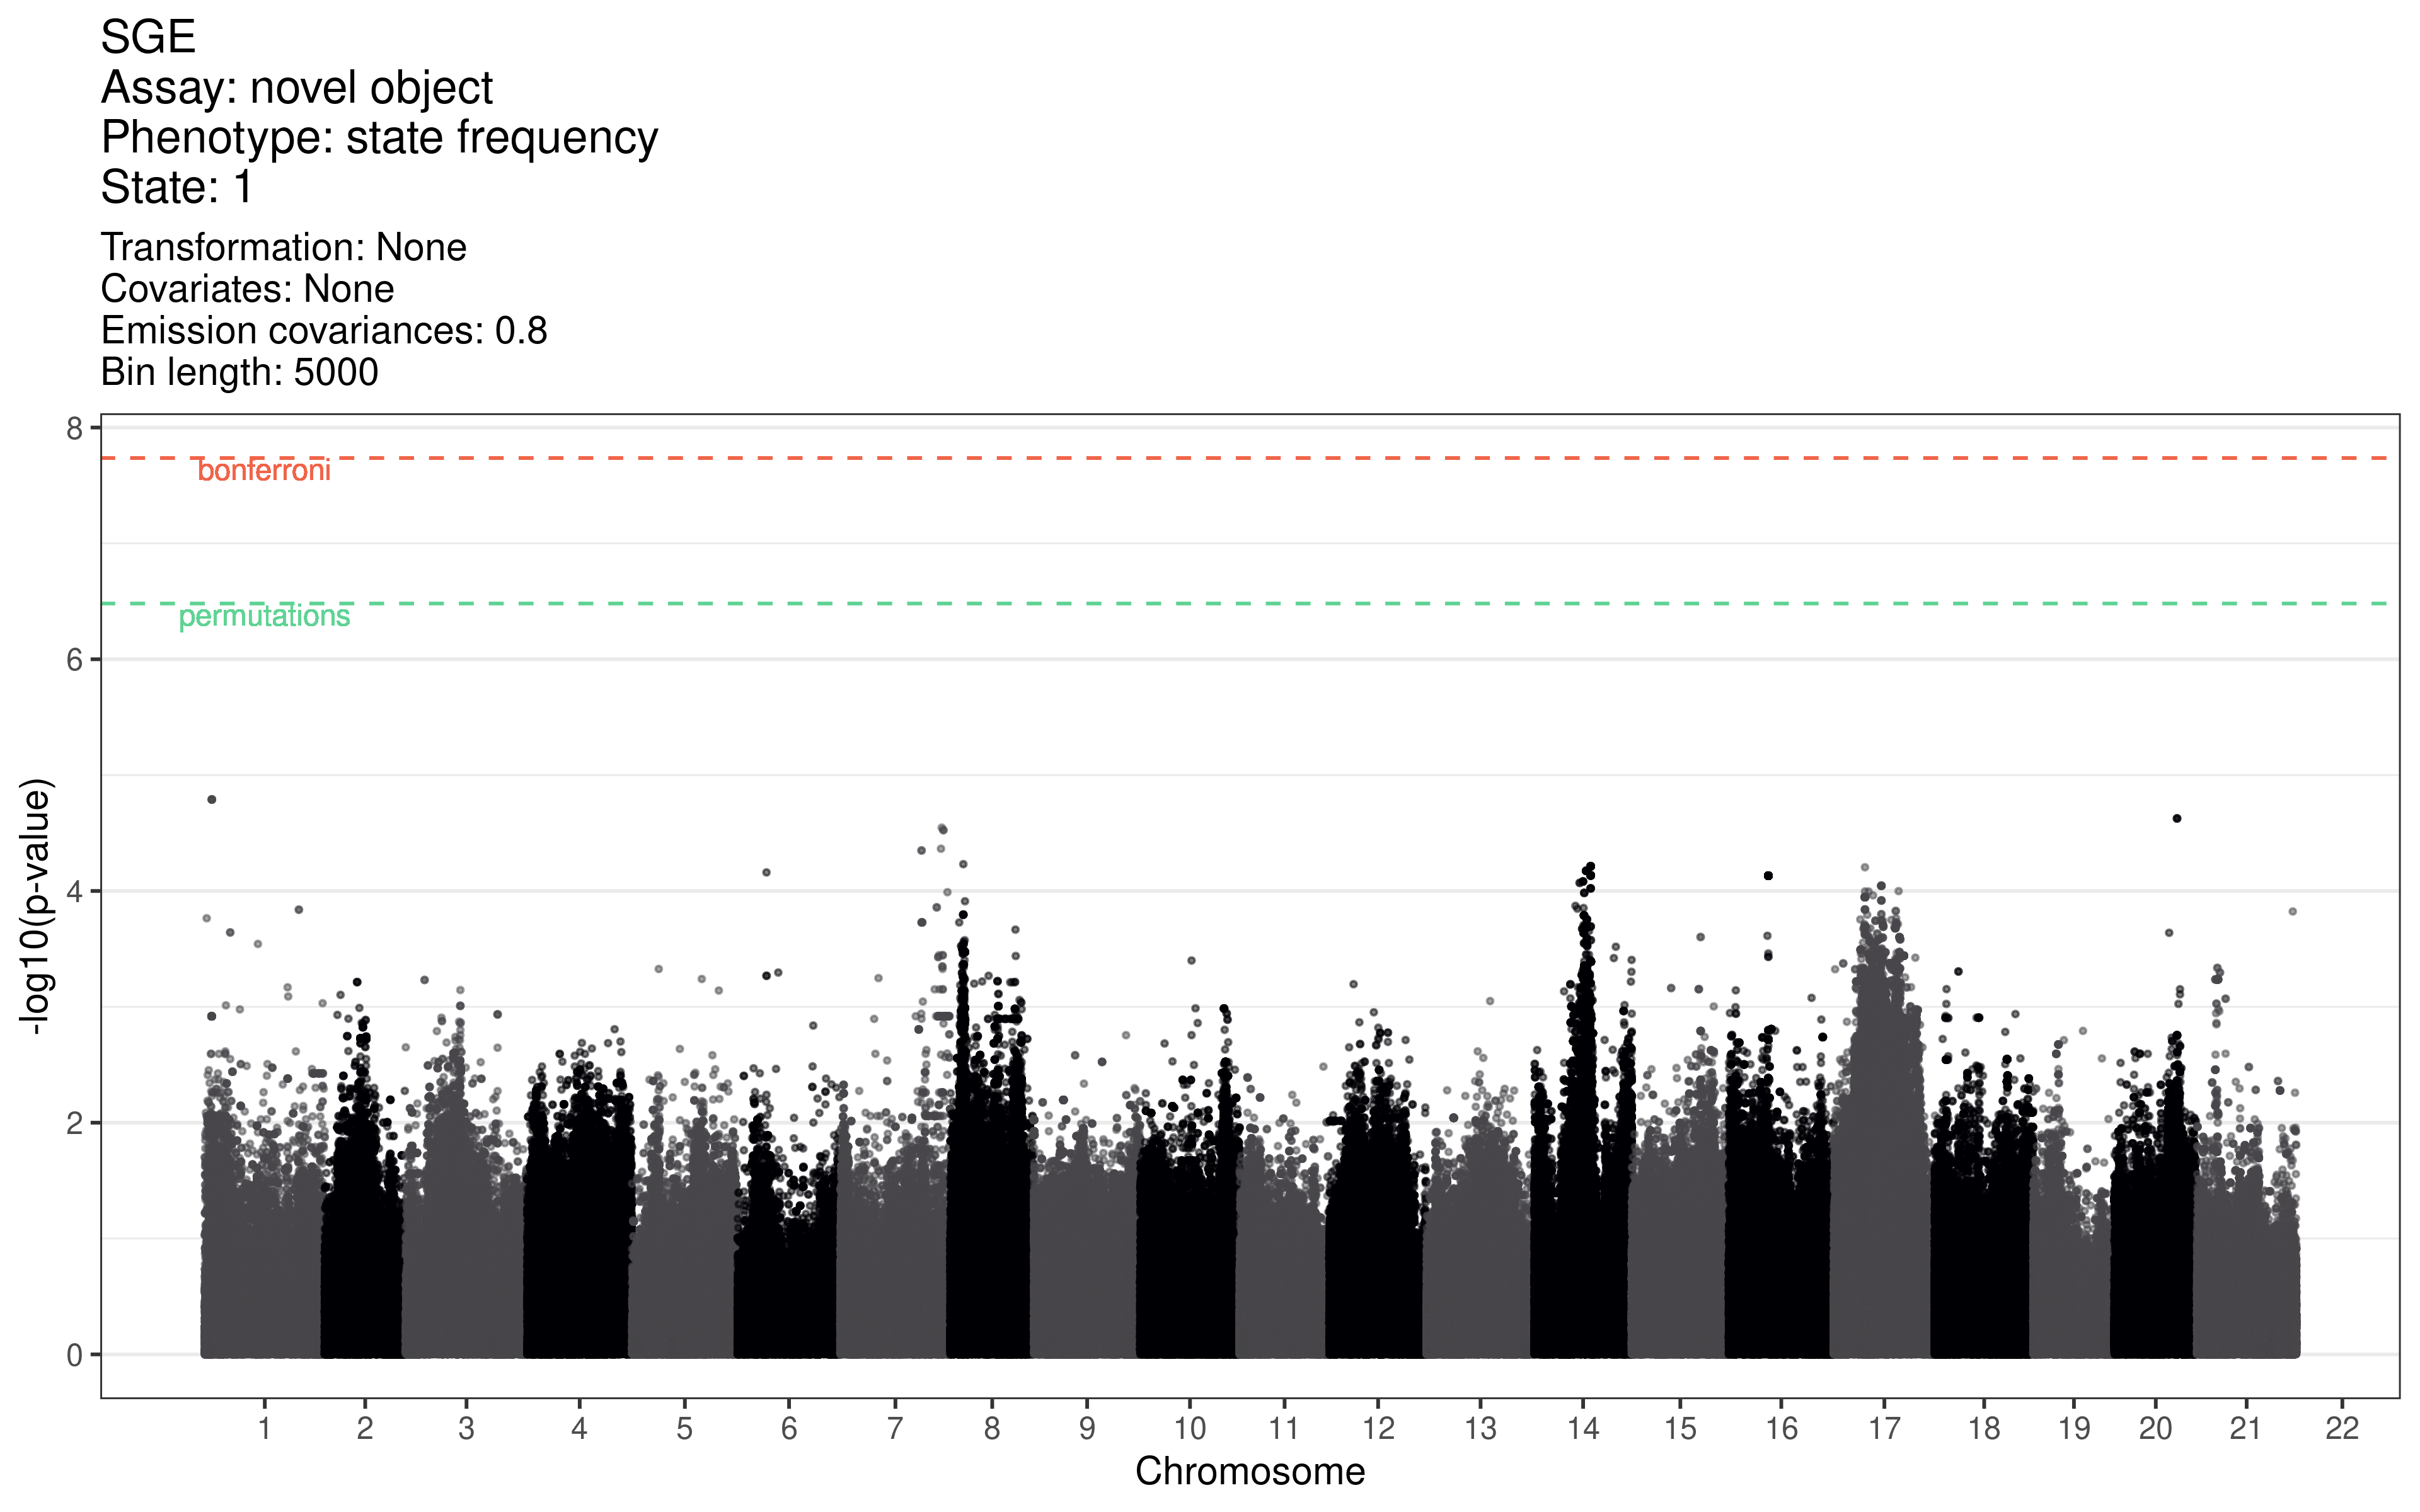 SGE
Assay: novel object
Phenotype: state frequency
State: 1
Transformation: None
Covariates: None
Emission covariances: 0.8
Bin length: 5000
8
bonferroni
permutations
6
-log10(p-value)
4
2
0
1 2 3 4 5 6 7 8 9 10 11 12 13 14 15 16 17 18 19 20 21 22
Chromosome